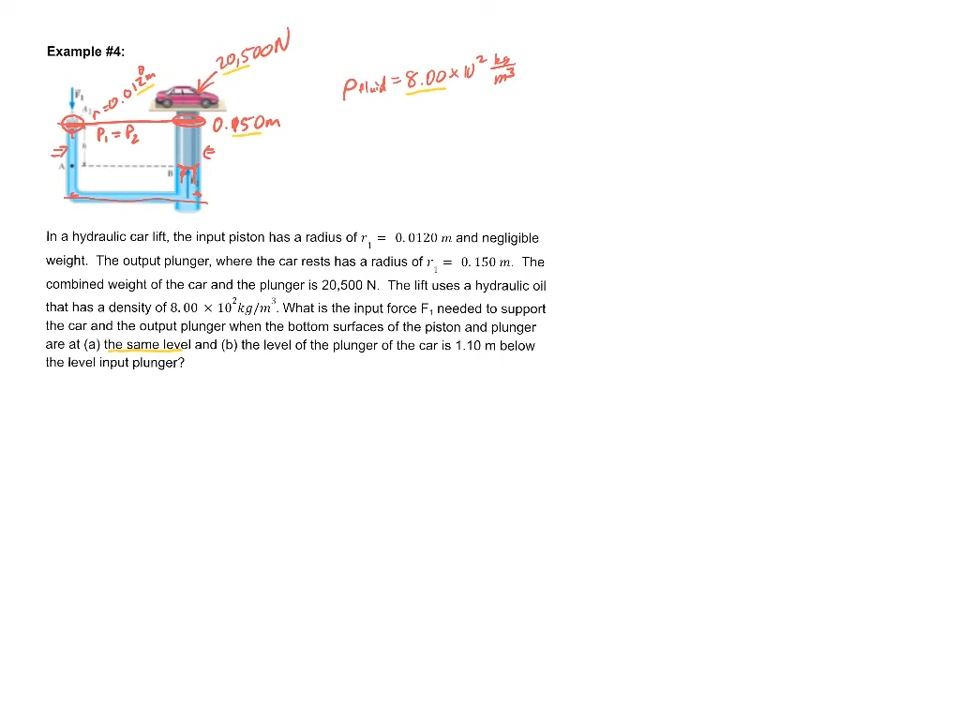 Example #4:
20,500N
r=0.0120m
ρfluid = 8.00 × 10² kg/m³
F₁
P₁ = P₂
0.150m
A
B
In a hydraulic car lift, the input piston has a radius of r₁ = 0.0120 m and negligible
weight. The output plunger, where the car rests has a radius of r₁ = 0.150 m. The
combined weight of the car and the plunger is 20,500 N. The lift uses a hydraulic oil
that has a density of 8.00 × 10²kg/m³. What is the input force F₁ needed to support
the car and the output plunger when the bottom surfaces of the piston and plunger
are at (a) the same level and (b) the level of the plunger of the car is 1.10 m below
the level input plunger?